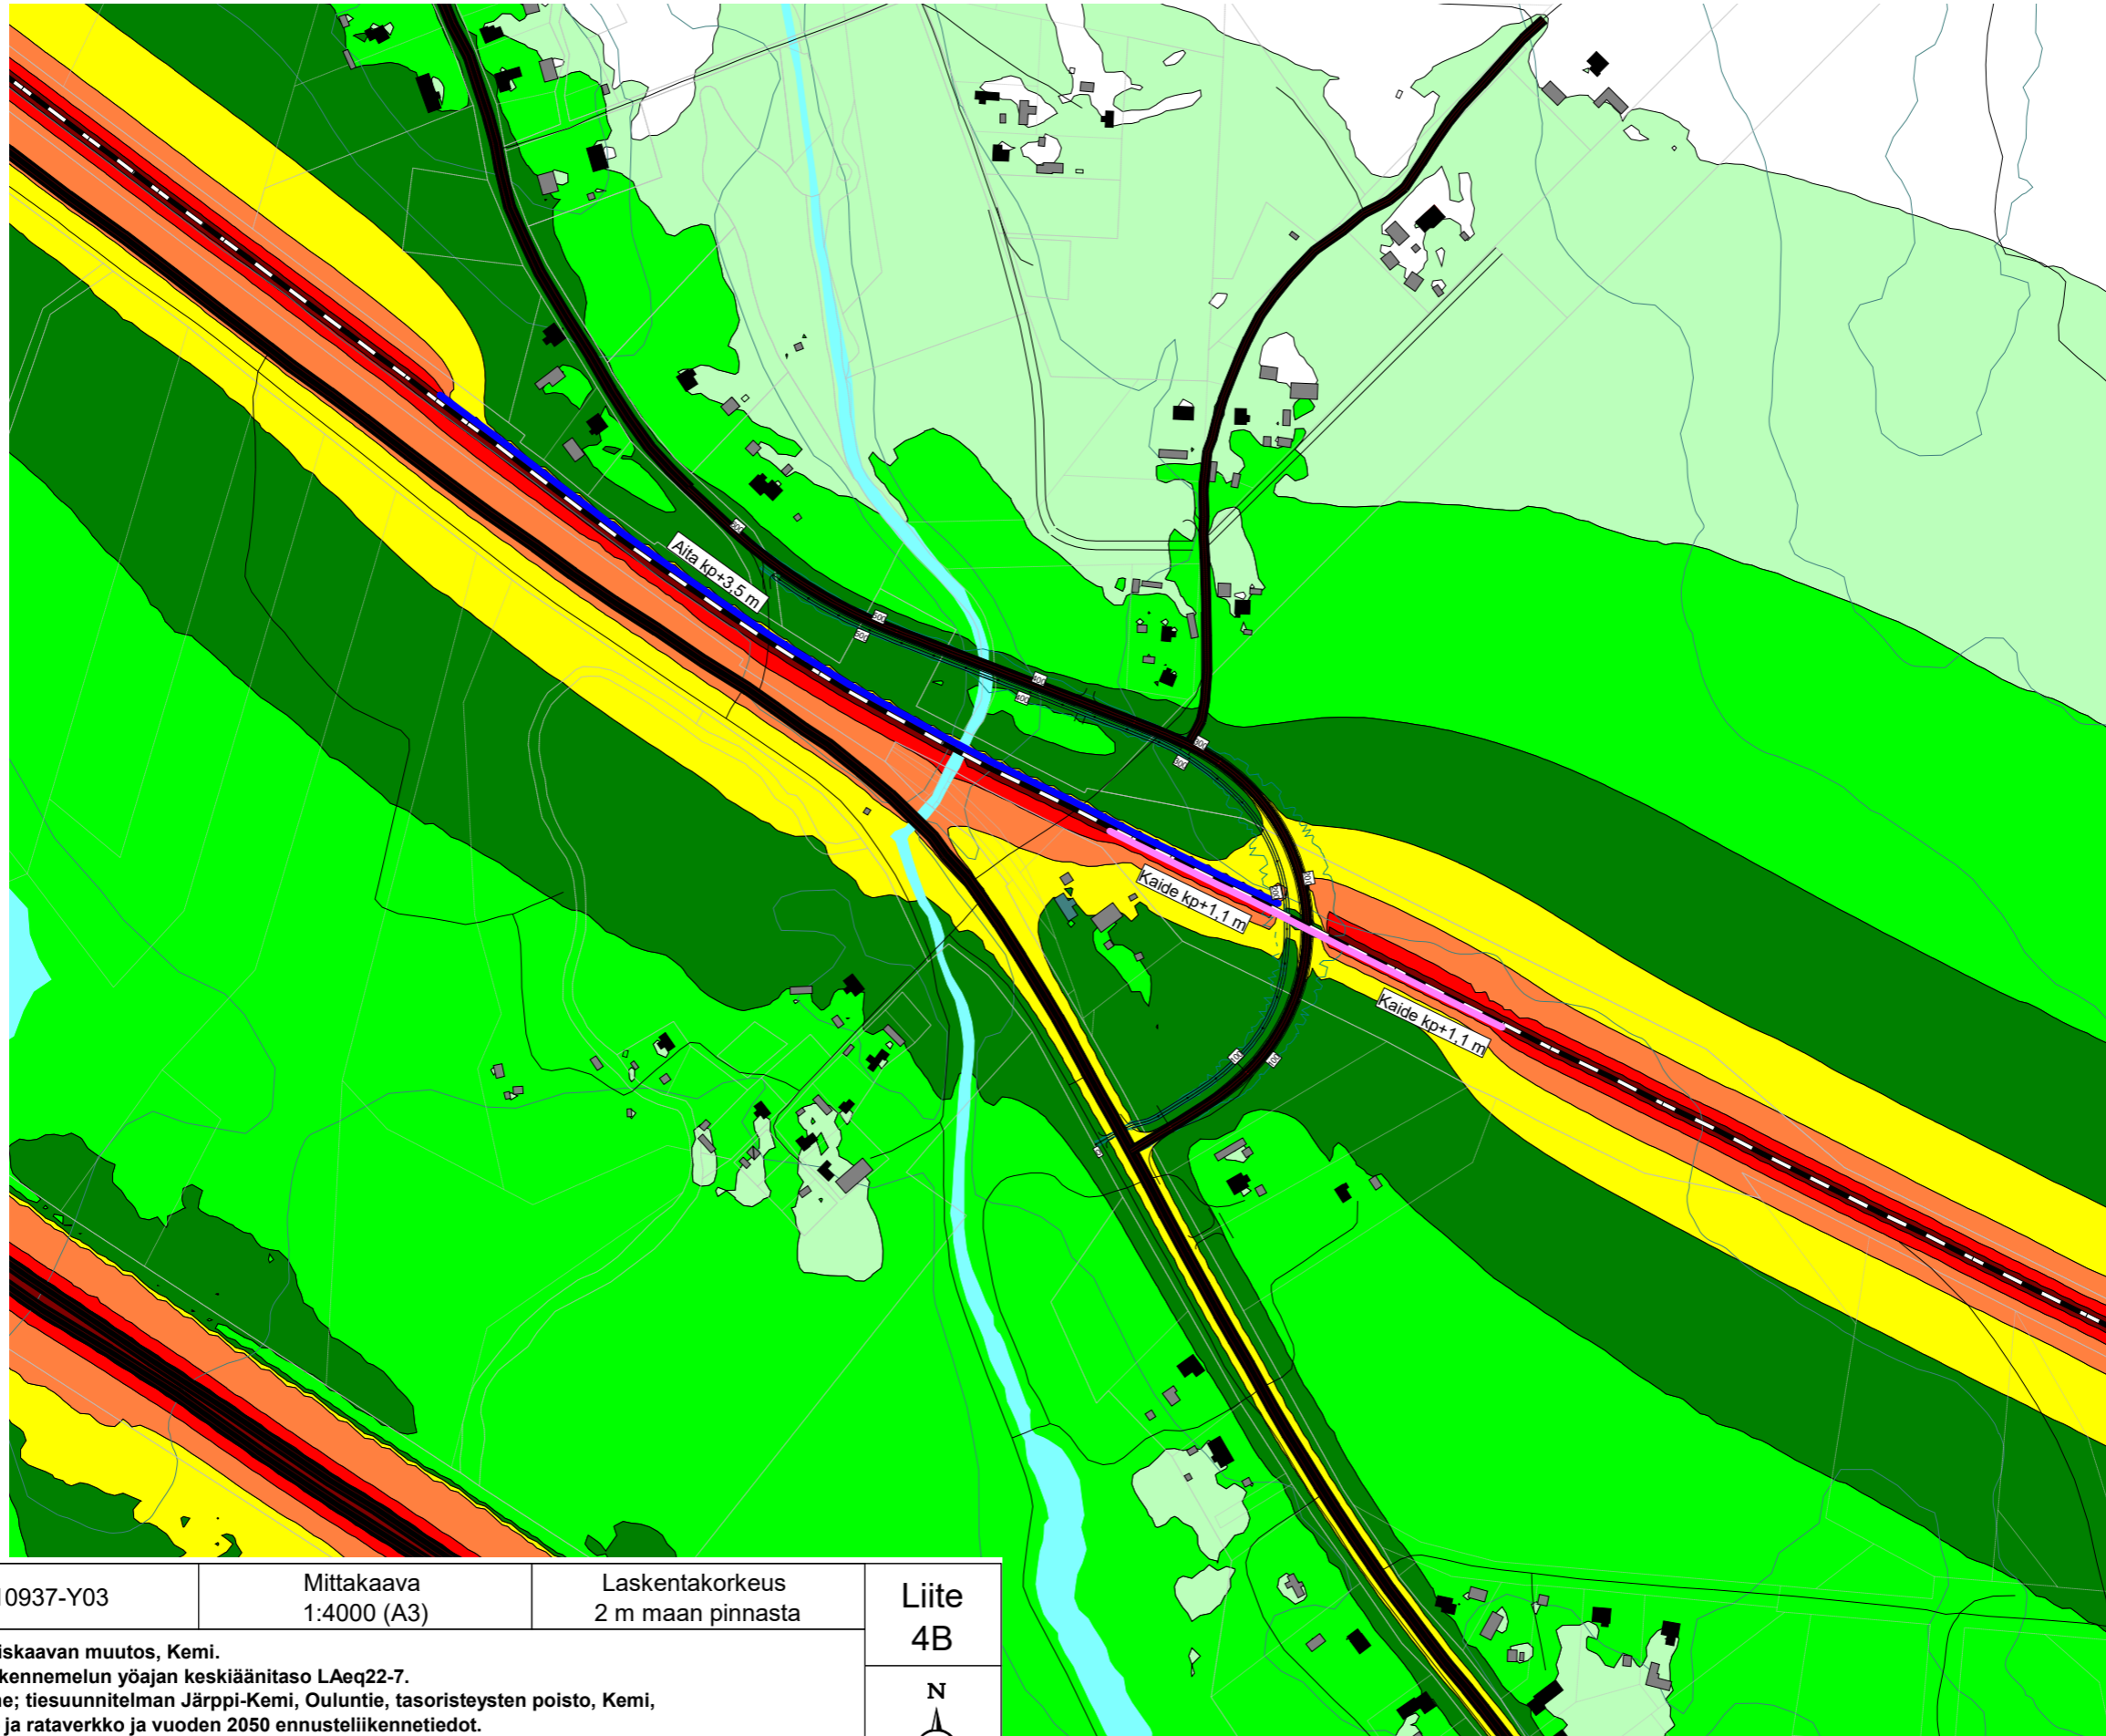 Aita kp+3,5 m
Kaide kp+1,1 m
Kaide kp+1,1 m
10937-Y03
Mittakaava
1:4000 (A3)
Laskentakorkeus
2 m maan pinnasta
Liite
4B
iskaavan muutos, Kemi.
kennemelun yöajan keskiäänitaso LAeq22-7.
ne; tiesuunnitelman Järppi-Kemi, Ouluntie, tasoristeysten poisto, Kemi,
ja rataverkko ja vuoden 2050 ennusteliikennetiedot.
N